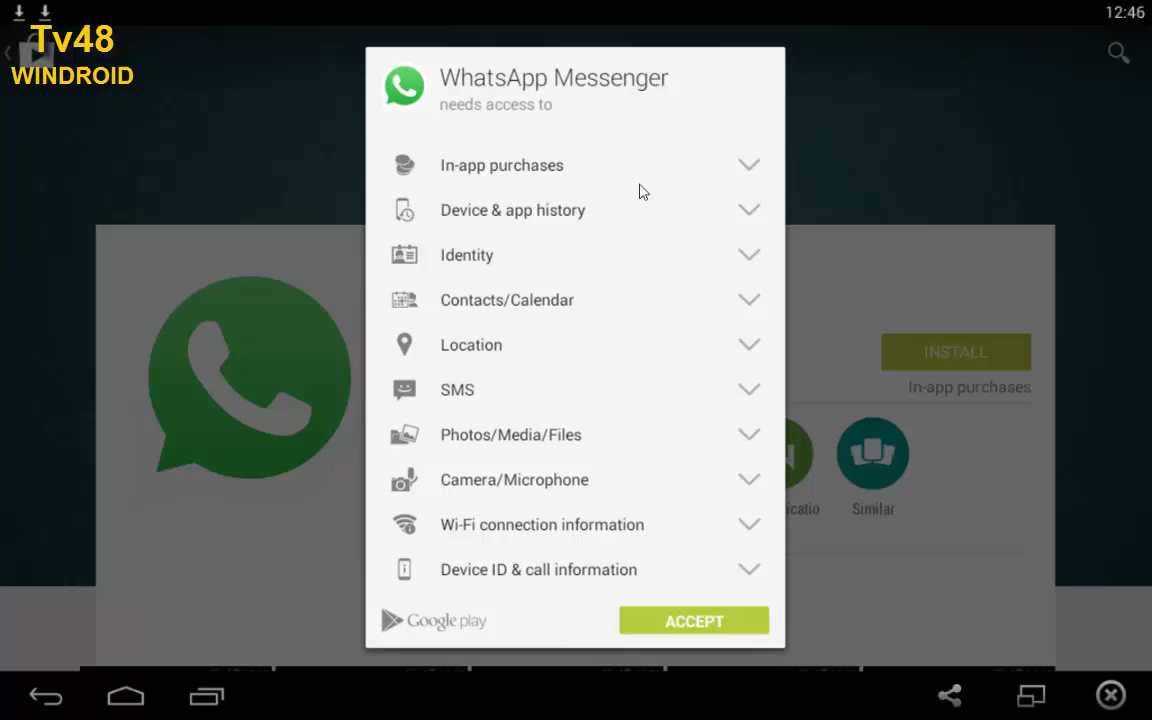 12:46
Tv48
WINDROID
WhatsApp Messenger
needs access to
In-app purchases
Device & app history
Identity
Contacts/Calendar
Location
SMS
Photos/Media/Files
Camera/Microphone
Wi-Fi connection information
Device ID & call information
Google play
ACCEPT
INSTALL
In-app purchases
icatio
Similar